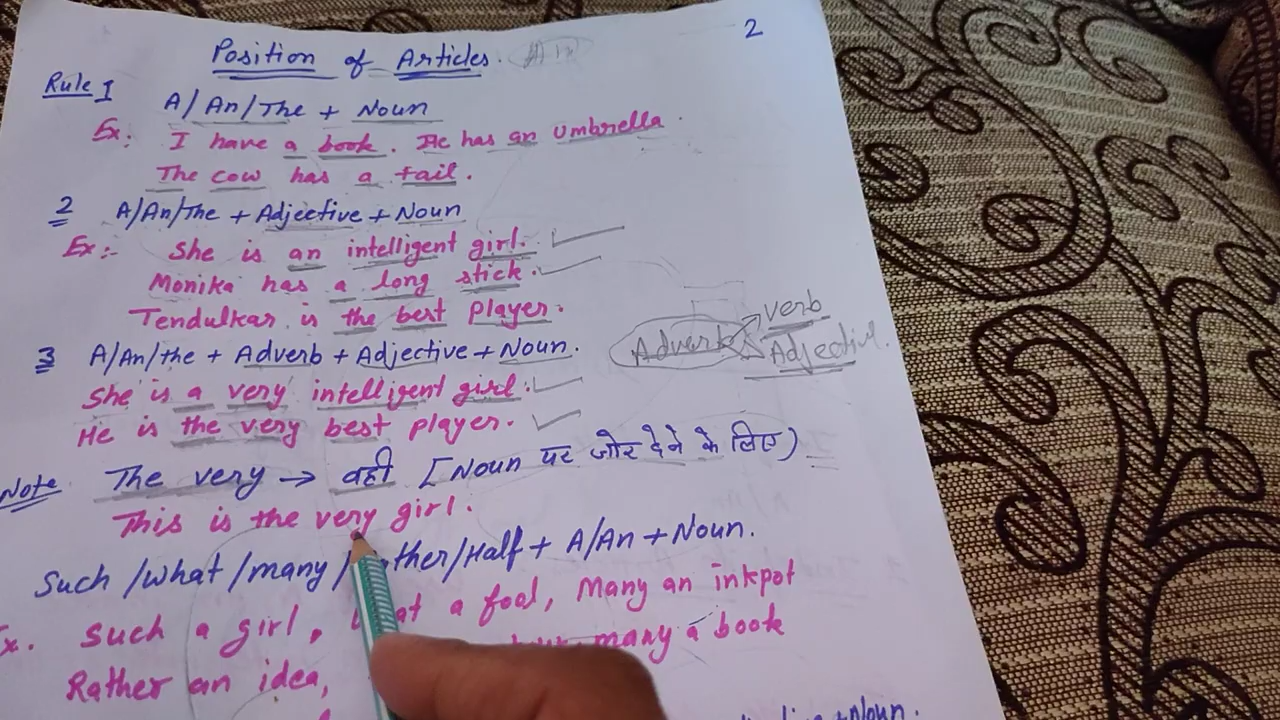 2
Position of Articles.
Rule I
A/An/The + Noun
Ex: I have a book. He has an umbrella.
The cow has a tail.
2 A/An/The + Adjective + Noun
Ex:- She is an intelligent girl.
Monika has a long stick.
Tendulkar is the best player.
Adverb verb
Adjective.
3 A/An/the + Adverb + Adjective + Noun.
She is a very intelligent girl.
He is the very best player.
Note The very → वही [Noun पर जोर देने के लिए)
This is the very girl.
Such /what /many / /Half + A/An + Noun.
Ex. Such a girl, a fool, Many an inkpot
Rather an idea, many a book
+ Noun.